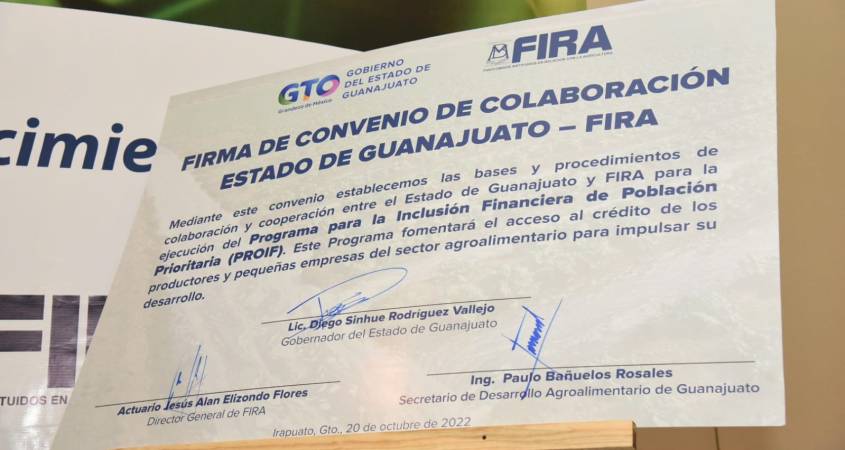 cimie
GTO
Grandeza de México
GOBIERNO
DEL ESTADO DE
GUANAJUATO
FIRA
FIRMA DE CONVENIO DE COLABORACIÓN
ESTADO DE GUANAJUATO – FIRA
Mediante este convenio establecemos las bases y procedimientos de
colaboración y cooperación entre el Estado de Guanajuato y FIRA para la
ejecución del Programa para la Inclusión Financiera de Población
Prioritaria (PROIF). Este Programa fomentará el acceso al crédito de los
productores y pequeñas empresas del sector agroalimentario para impulsar su
desarrollo.
Lic. Diego Sinhue Rodríguez Vallejo
Gobernador del Estado de Guanajuato
Actuario Jesús Alan Elizondo Flores
Director General de FIRA
Ing. Paulo Bañuelos Rosales
Secretario de Desarrollo Agroalimentario de Guanajuato
Irapuato, Gto., 20 de octubre de 2022
TUIDOS EN